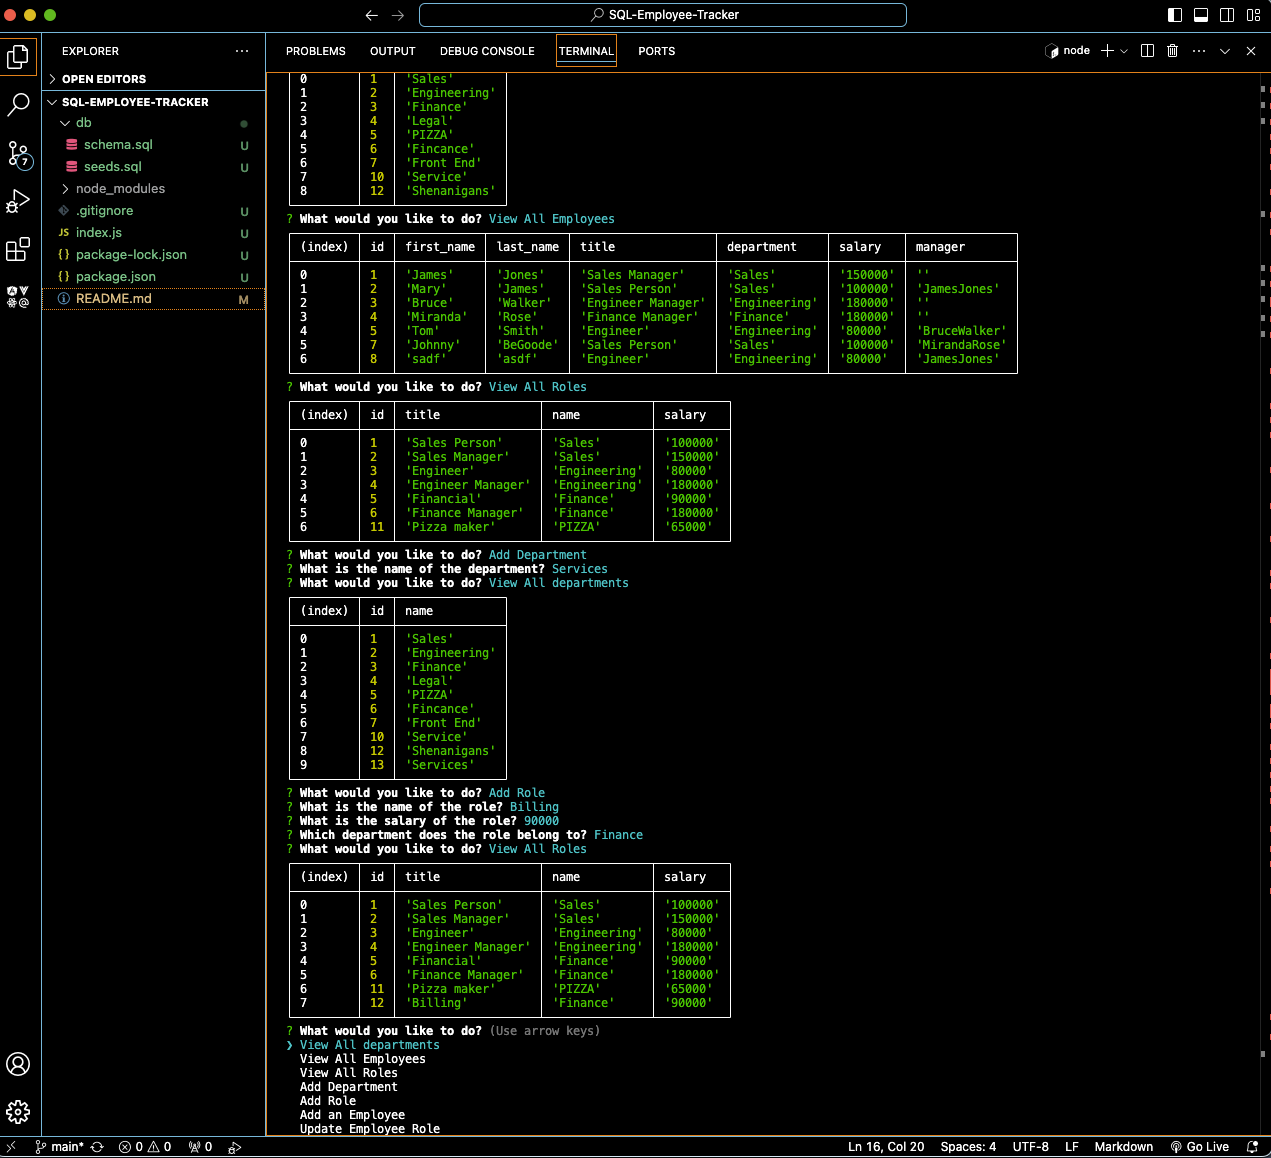 SQL-Employee-Tracker
EXPLORER
PROBLEMS OUTPUT DEBUG CONSOLE TERMINAL PORTS
node
OPEN EDITORS
SQL-EMPLOYEE-TRACKER
db
schema.sql U
seeds.sql U
node_modules
.gitignore U
JS index.js U
{} package-lock.json U
{} package.json U
README.md M
7
0 1 'Sales'
1 2 'Engineering'
2 3 'Finance'
3 4 'Legal'
4 5 'PIZZA'
5 6 'Fincance'
6 7 'Front End'
7 10 'Service'
8 12 'Shenanigans'
? What would you like to do? View All Employees
(index) id first_name last_name title department salary manager
0 1 'James' 'Jones' 'Sales Manager' 'Sales' '150000' ''
1 2 'Mary' 'James' 'Sales Person' 'Sales' '100000' 'JamesJones'
2 3 'Bruce' 'Walker' 'Engineer Manager' 'Engineering' '180000' ''
3 4 'Miranda' 'Rose' 'Finance Manager' 'Finance' '180000' ''
4 5 'Tom' 'Smith' 'Engineer' 'Engineering' '80000' 'BruceWalker'
5 7 'Johnny' 'BeGoode' 'Sales Person' 'Sales' '100000' 'MirandaRose'
6 8 'sadf' 'asdf' 'Engineer' 'Engineering' '80000' 'JamesJones'
? What would you like to do? View All Roles
(index) id title name salary
0 1 'Sales Person' 'Sales' '100000'
1 2 'Sales Manager' 'Sales' '150000'
2 3 'Engineer' 'Engineering' '80000'
3 4 'Engineer Manager' 'Engineering' '180000'
4 5 'Financial' 'Finance' '90000'
5 6 'Finance Manager' 'Finance' '180000'
6 11 'Pizza maker' 'PIZZA' '65000'
? What would you like to do? Add Department
? What is the name of the department? Services
? What would you like to do? View All departments
(index) id name
0 1 'Sales'
1 2 'Engineering'
2 3 'Finance'
3 4 'Legal'
4 5 'PIZZA'
5 6 'Fincance'
6 7 'Front End'
7 10 'Service'
8 12 'Shenanigans'
9 13 'Services'
? What would you like to do? Add Role
? What is the name of the role? Billing
? What is the salary of the role? 90000
? Which department does the role belong to? Finance
? What would you like to do? View All Roles
(index) id title name salary
0 1 'Sales Person' 'Sales' '100000'
1 2 'Sales Manager' 'Sales' '150000'
2 3 'Engineer' 'Engineering' '80000'
3 4 'Engineer Manager' 'Engineering' '180000'
4 5 'Financial' 'Finance' '90000'
5 6 'Finance Manager' 'Finance' '180000'
6 11 'Pizza maker' 'PIZZA' '65000'
7 12 'Billing' 'Finance' '90000'
? What would you like to do? (Use arrow keys)
❯ View All departments
View All Employees
View All Roles
Add Department
Add Role
Add an Employee
Update Employee Role
main* 0 0 0 Ln 16, Col 20 Spaces: 4 UTF-8 LF Markdown Go Live